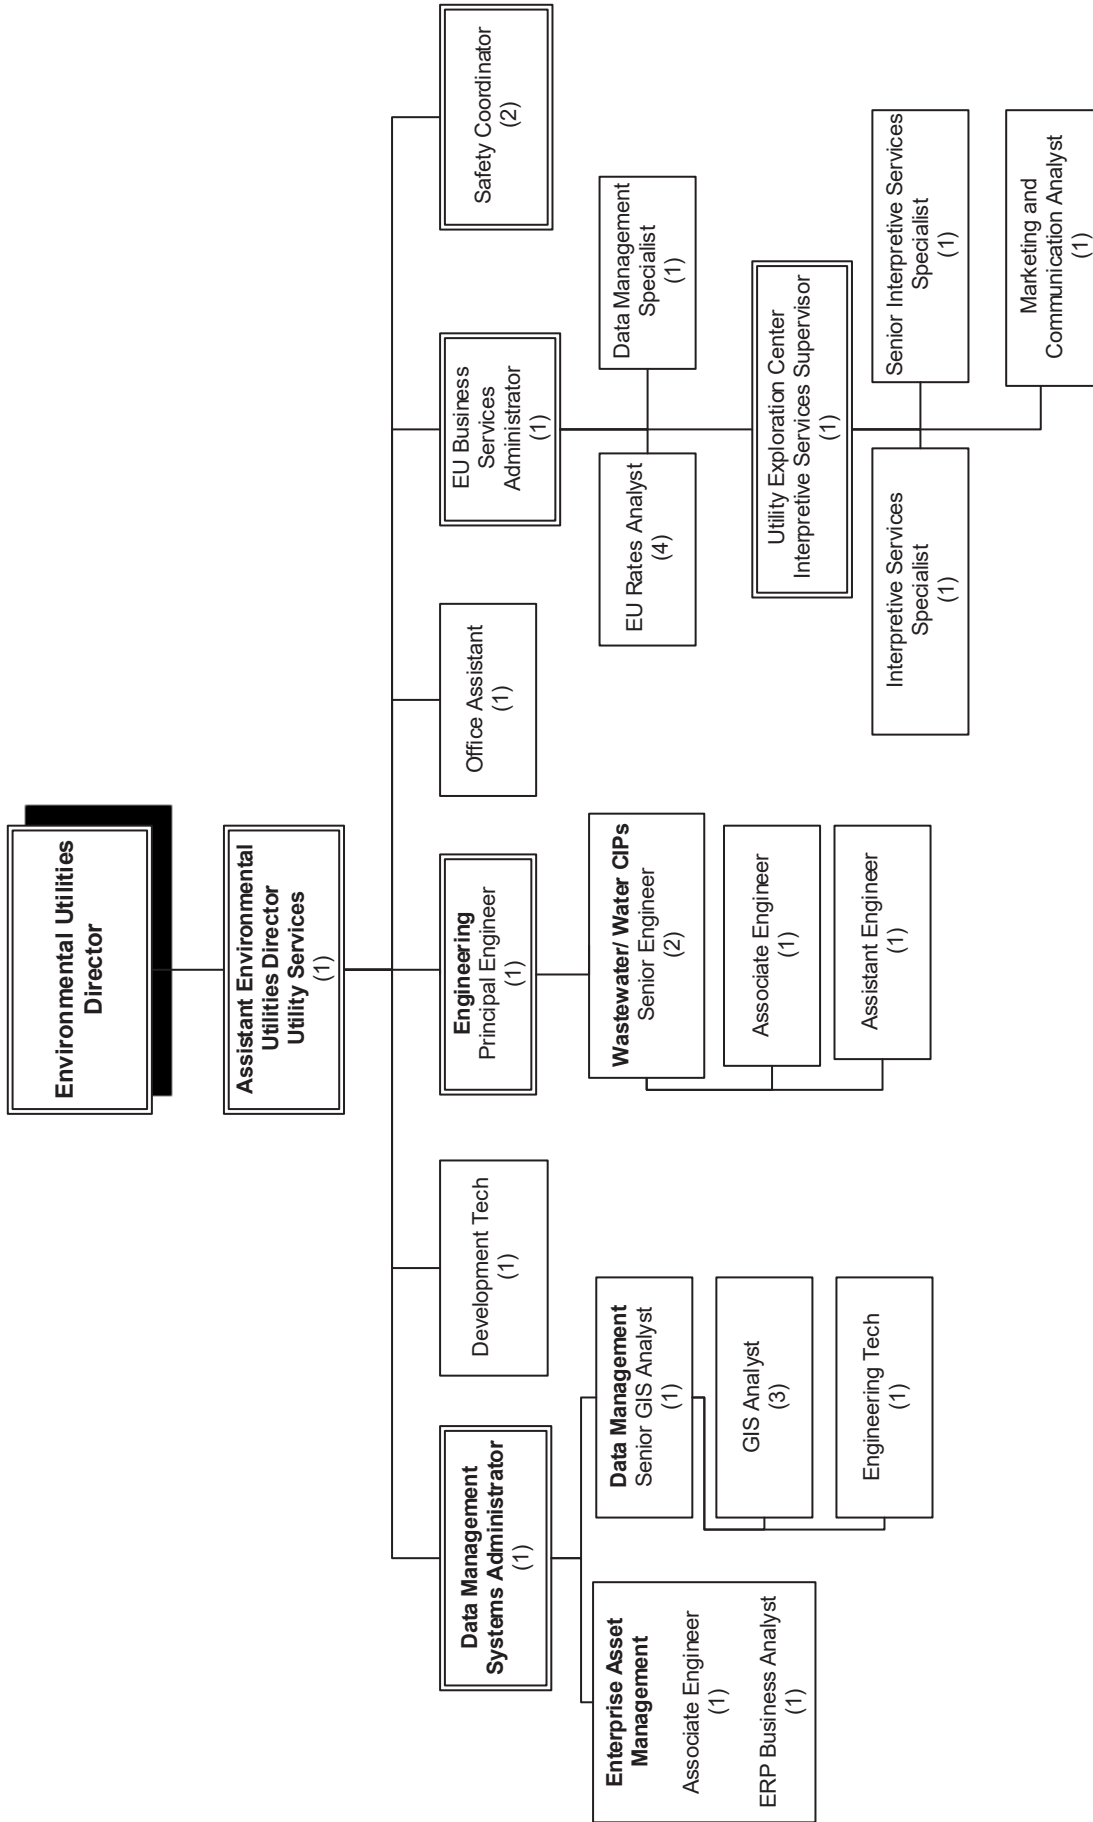 Environmental Utilities
Director
Assistant Environmental
Utilities Director
Utility Services
(1)
Data Management
Systems Administrator
(1)
Development Tech
(1)
Engineering
Principal Engineer
(1)
Office Assistant
(1)
EU Business
Services
Administrator
(1)
Safety Coordinator
(2)
Enterprise Asset
Management
Associate Engineer
(1)
ERP Business Analyst
(1)
Data Management
Senior GIS Analyst
(1)
GIS Analyst
(3)
Engineering Tech
(1)
Wastewater/ Water CIPs
Senior Engineer
(2)
Associate Engineer
(1)
Assistant Engineer
(1)
EU Rates Analyst
(4)
Data Management
Specialist
(1)
Utility Exploration Center
Interpretive Services Supervisor
(1)
Interpretive Services
Specialist
(1)
Senior Interpretive Services
Specialist
(1)
Marketing and
Communication Analyst
(1)